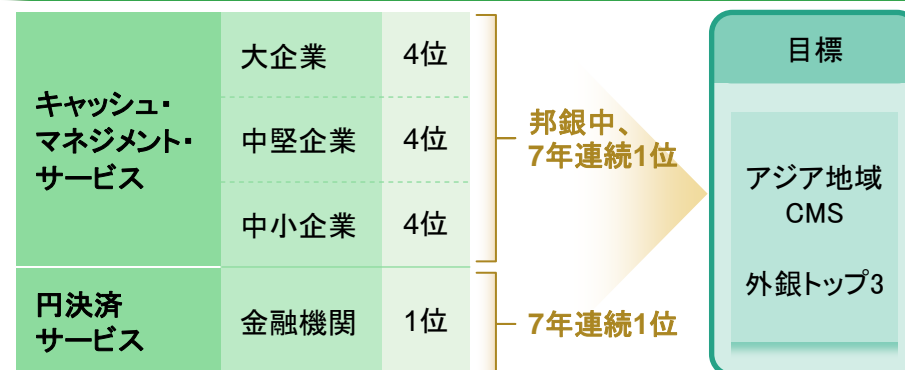 キャッシュ・
マネジメント・
サービス
大企業 4位
中堅企業 4位
中小企業 4位
邦銀中、
7年連続1位
円決済
サービス
金融機関 1位
7年連続1位
目標
アジア地域
CMS
外銀トップ3